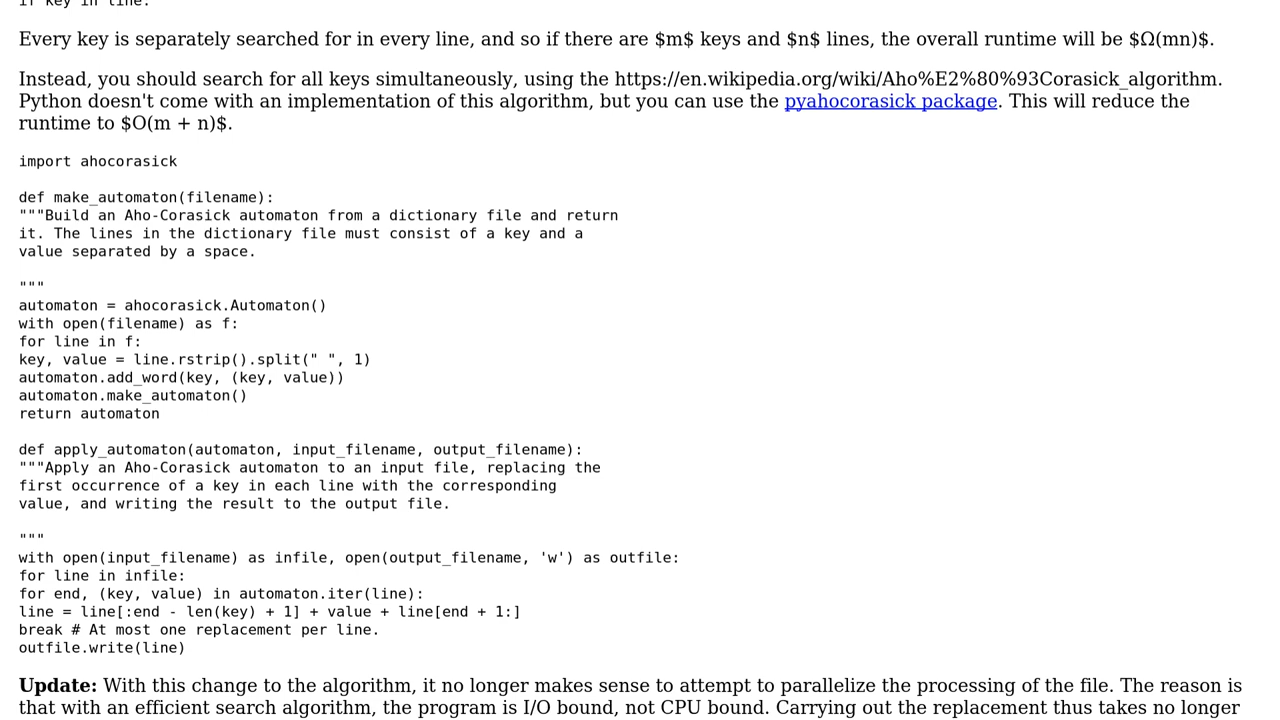 if key in line:
Every key is separately searched for in every line, and so if there are $m$ keys and $n$ lines, the overall runtime will be $Ω(mn)$.
Instead, you should search for all keys simultaneously, using the https://en.wikipedia.org/wiki/Aho%E2%80%93Corasick_algorithm.
Python doesn't come with an implementation of this algorithm, but you can use the pyahocorasick package. This will reduce the
runtime to $O(m + n)$.
import ahocorasick
def make_automaton(filename):
"""Build an Aho-Corasick automaton from a dictionary file and return
it. The lines in the dictionary file must consist of a key and a
value separated by a space.
"""
automaton = ahocorasick.Automaton()
with open(filename) as f:
for line in f:
key, value = line.rstrip().split(" ", 1)
automaton.add_word(key, (key, value))
automaton.make_automaton()
return automaton
def apply_automaton(automaton, input_filename, output_filename):
"""Apply an Aho-Corasick automaton to an input file, replacing the
first occurrence of a key in each line with the corresponding
value, and writing the result to the output file.
"""
with open(input_filename) as infile, open(output_filename, 'w') as outfile:
for line in infile:
for end, (key, value) in automaton.iter(line):
line = line[:end - len(key) + 1] + value + line[end + 1:]
break # At most one replacement per line.
outfile.write(line)
Update: With this change to the algorithm, it no longer makes sense to attempt to parallelize the processing of the file. The reason is
that with an efficient search algorithm, the program is I/O bound, not CPU bound. Carrying out the replacement thus takes no longer